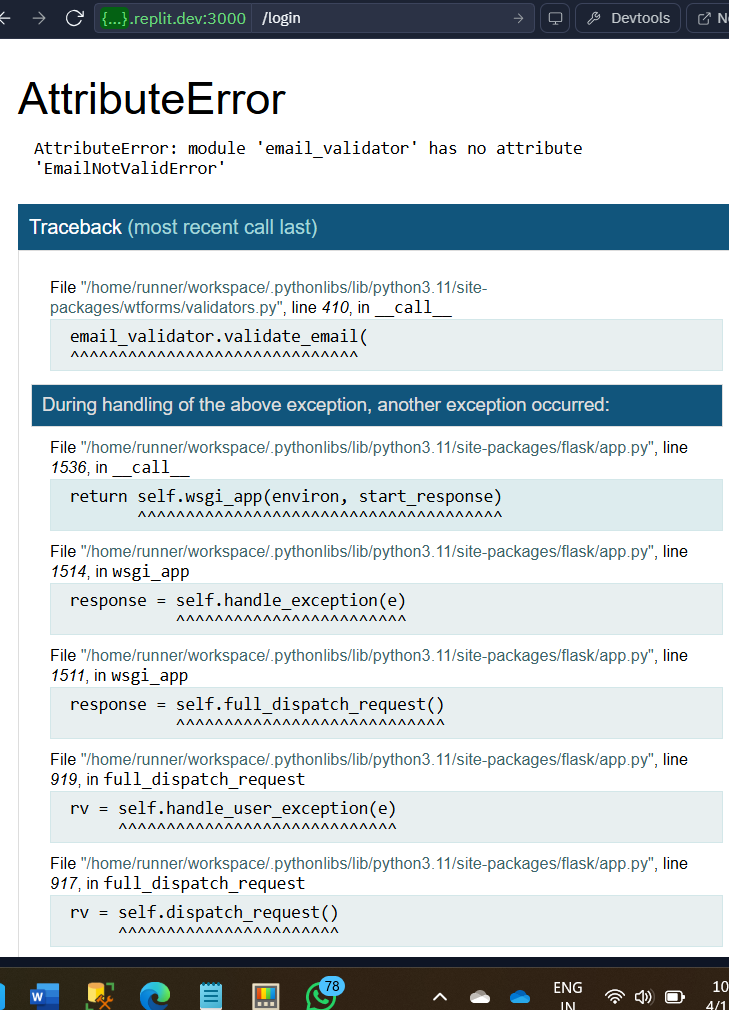 {...}.replit.dev:3000 /login Devtools N
AttributeError
AttributeError: module 'email_validator' has no attribute
'EmailNotValidError'
Traceback (most recent call last)
File "/home/runner/workspace/.pythonlibs/lib/python3.11/site-
packages/wtforms/validators.py", line 410, in __call__
email_validator.validate_email(
^^^^^^^^^^^^^^^^^^^^^^^^^^^^^^
During handling of the above exception, another exception occurred:
File "/home/runner/workspace/.pythonlibs/lib/python3.11/site-packages/flask/app.py", line
1536, in __call__
return self.wsgi_app(environ, start_response)
^^^^^^^^^^^^^^^^^^^^^^^^^^^^^^^^^^^^^^
File "/home/runner/workspace/.pythonlibs/lib/python3.11/site-packages/flask/app.py", line
1514, in wsgi_app
response = self.handle_exception(e)
^^^^^^^^^^^^^^^^^^^^^^^^
File "/home/runner/workspace/.pythonlibs/lib/python3.11/site-packages/flask/app.py", line
1511, in wsgi_app
response = self.full_dispatch_request()
^^^^^^^^^^^^^^^^^^^^^^^^^^^^
File "/home/runner/workspace/.pythonlibs/lib/python3.11/site-packages/flask/app.py", line
919, in full_dispatch_request
rv = self.handle_user_exception(e)
^^^^^^^^^^^^^^^^^^^^^^^^^^^^^
File "/home/runner/workspace/.pythonlibs/lib/python3.11/site-packages/flask/app.py", line
917, in full_dispatch_request
rv = self.dispatch_request()
^^^^^^^^^^^^^^^^^^^^^^^
W
78
ENG 10
IN 4/1